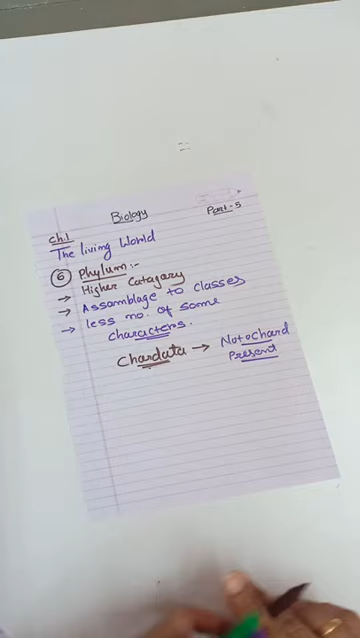 Biology
Part-5
Ch.1
The living World
6 Phylum:-
→ Higher Catagary
→ Assamblage to classes
→ less no. of some
characters.
Chardata → Notochard
Present